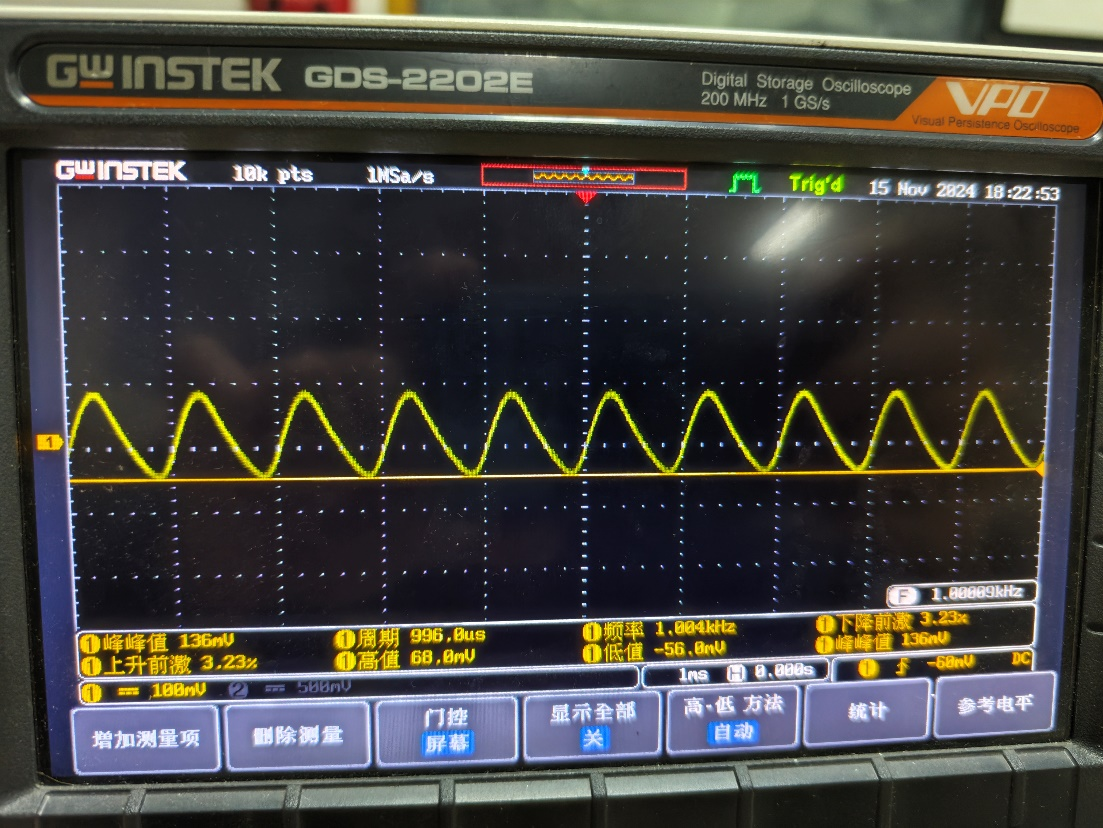 GWINSTEK GDS-2202E Digital Storage Oscilloscope
200 MHz 1 GS/s
VPO
Visual Persistence Oscilloscope
GWINSTEK 10k pts 1MSa/s Trig'd 15 Nov 2024 18:22:53
1
F 1.00009kHz
1 峰峰值 136mV 1 周期 996.0us 1 频率 1.004kHz 1 下降前激 3.23%
1 上升前激 3.23% 1 高值 68.0mV 1 低值 -56.0mV 1 峰峰值 136mV
1ms H 0.000s 1 -60mV DC
1 100mV 2 500mV
增加测量项 删除测量 门控 屏幕 显示全部 关 高·低 方法 自动 统计 参考电平